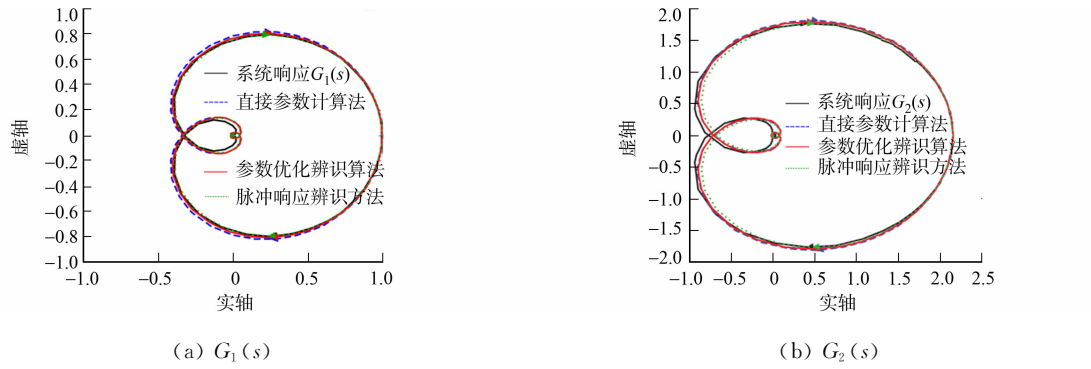 1.0
0.8
0.6
0.4
0.2
0
−0.2
−0.4
−0.6
−0.8
−1.0
虚轴
系统响应G₁(s)
直接参数计算法
参数优化辨识算法
脉冲响应辨识方法
−1.0 −0.5 0 0.5 1.0
实轴
(a) G₁(s)
2.0
1.5
1.0
0.5
0
−0.5
−1.0
−1.5
−2.0
虚轴
系统响应G₂(s)
直接参数计算法
参数优化辨识算法
脉冲响应辨识方法
−1.0 −0.5 0 0.5 1.0 1.5 2.0 2.5
实轴
(b) G₂(s)